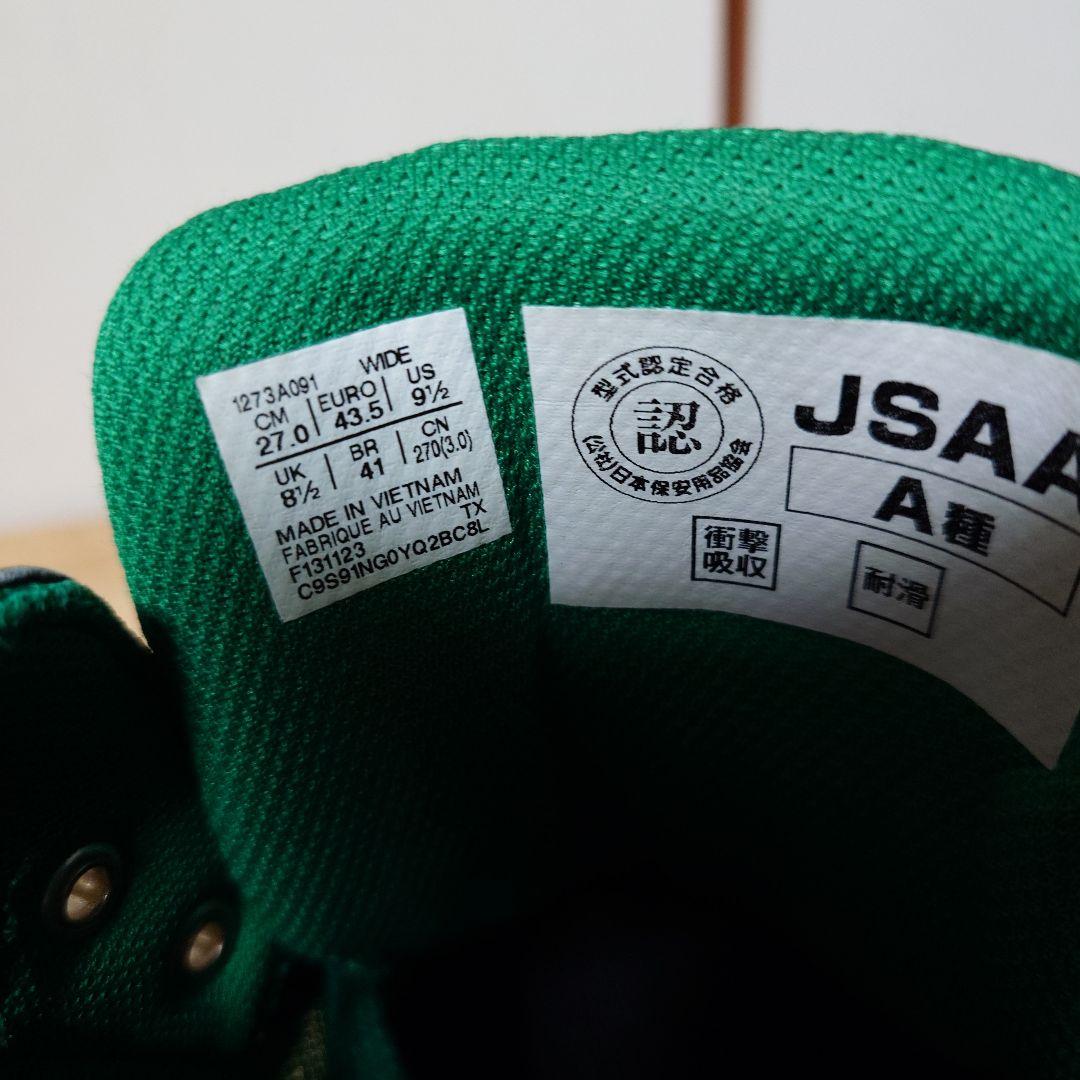 1273A091 WIDE
CM EURO US
27.0 43.5 9½
UK BR CN
8½ 41 270(3.0)
MADE IN VIETNAM
FABRIQUE AU VIETNAM
F131123 TX
C9S91NG0YQ2BC8L
型式認定合格
認
(公社)日本保安用品協会
JSAA
A種
衝撃
吸収
耐滑